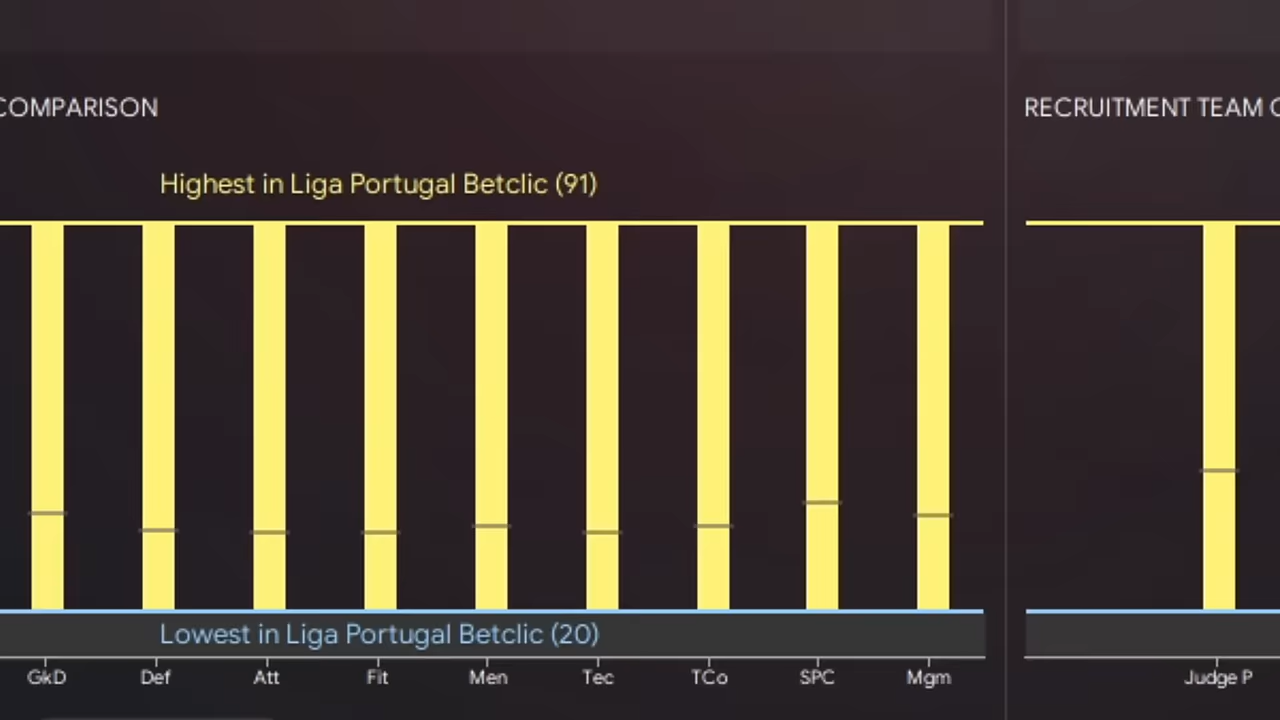 COMPARISON
RECRUITMENT TEAM
Highest in Liga Portugal Betclic (91)
Lowest in Liga Portugal Betclic (20)
GkD Def Att Fit Men Tec TCo SPC Mgm
Judge P